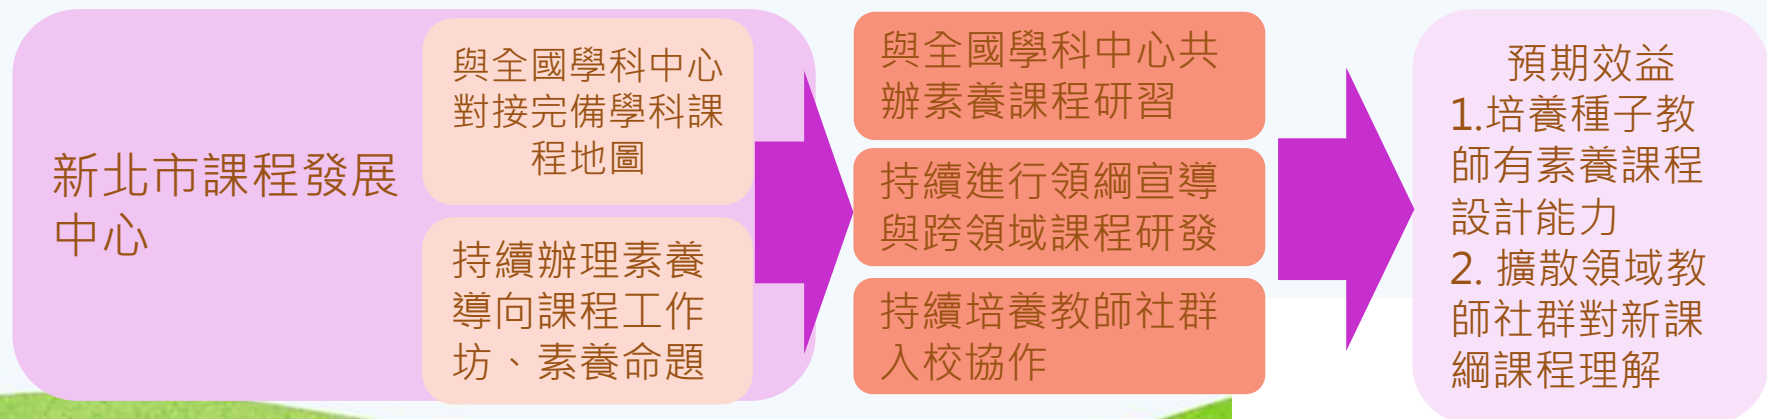 新北市課程發展
中心
與全國學科中心
對接完備學科課
程地圖
持續辦理素養
導向課程工作
坊、素養命題
與全國學科中心共
辦素養課程研習
持續進行領綱宣導
與跨領域課程研發
持續培養教師社群
入校協作
預期效益
1.培養種子教
師有素養課程
設計能力
2. 擴散領域教
師社群對新課
綱課程理解